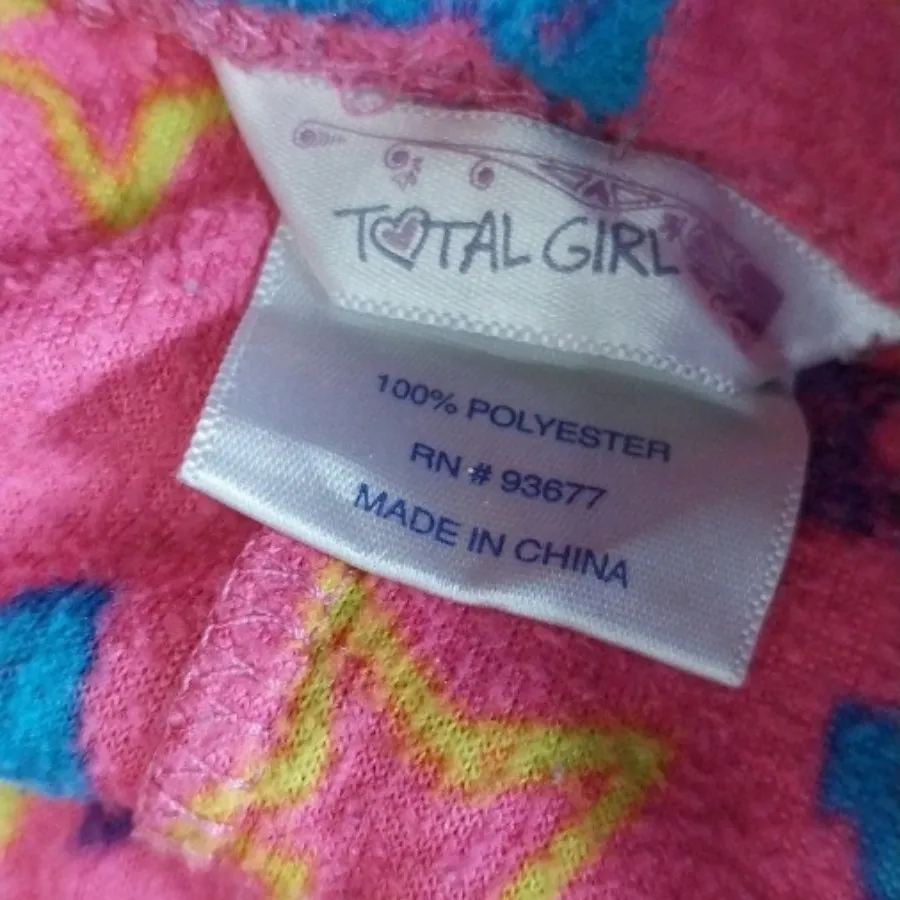 TOTAL GIRL
100% POLYESTER
RN # 93677
MADE IN CHINA